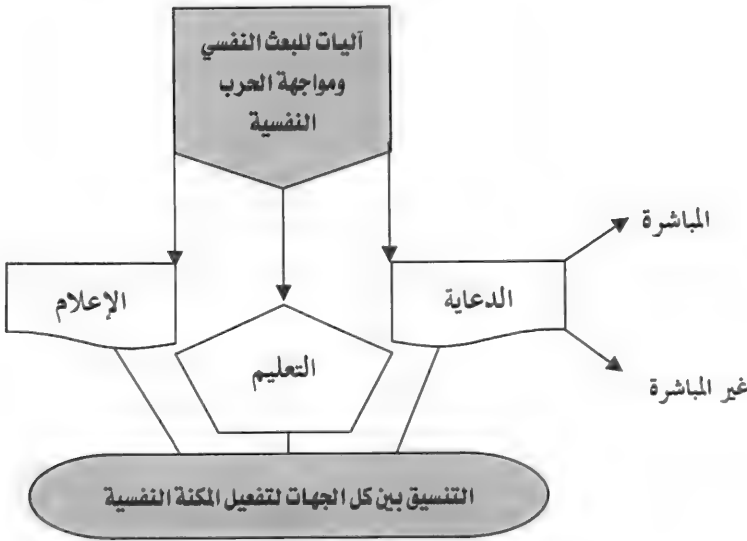 آليات للبعث النفسي
ومواجهة الحرب
النفسية
المباشرة
الدعاية
الإعلام
التعليم
غير المباشرة
التنسيق بين كل الجهات لتفعيل المكنة النفسية